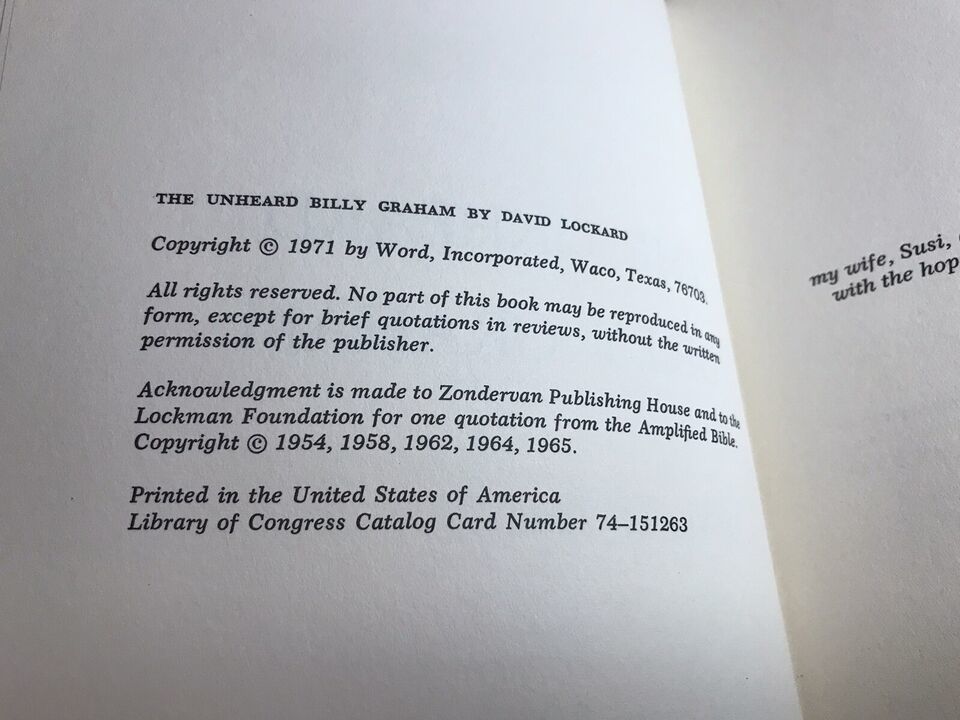 THE UNHEARD BILLY GRAHAM BY DAVID LOCKARD
Copyright © 1971 by Word, Incorporated, Waco, Texas, 76703.
All rights reserved. No part of this book may be reproduced in any
form, except for brief quotations in reviews, without the written
permission of the publisher.
Acknowledgment is made to Zondervan Publishing House and to the
Lockman Foundation for one quotation from the Amplified Bible.
Copyright © 1954, 1958, 1962, 1964, 1965.
Printed in the United States of America
Library of Congress Catalog Card Number 74–151263
my wife, Susi,
with the hop